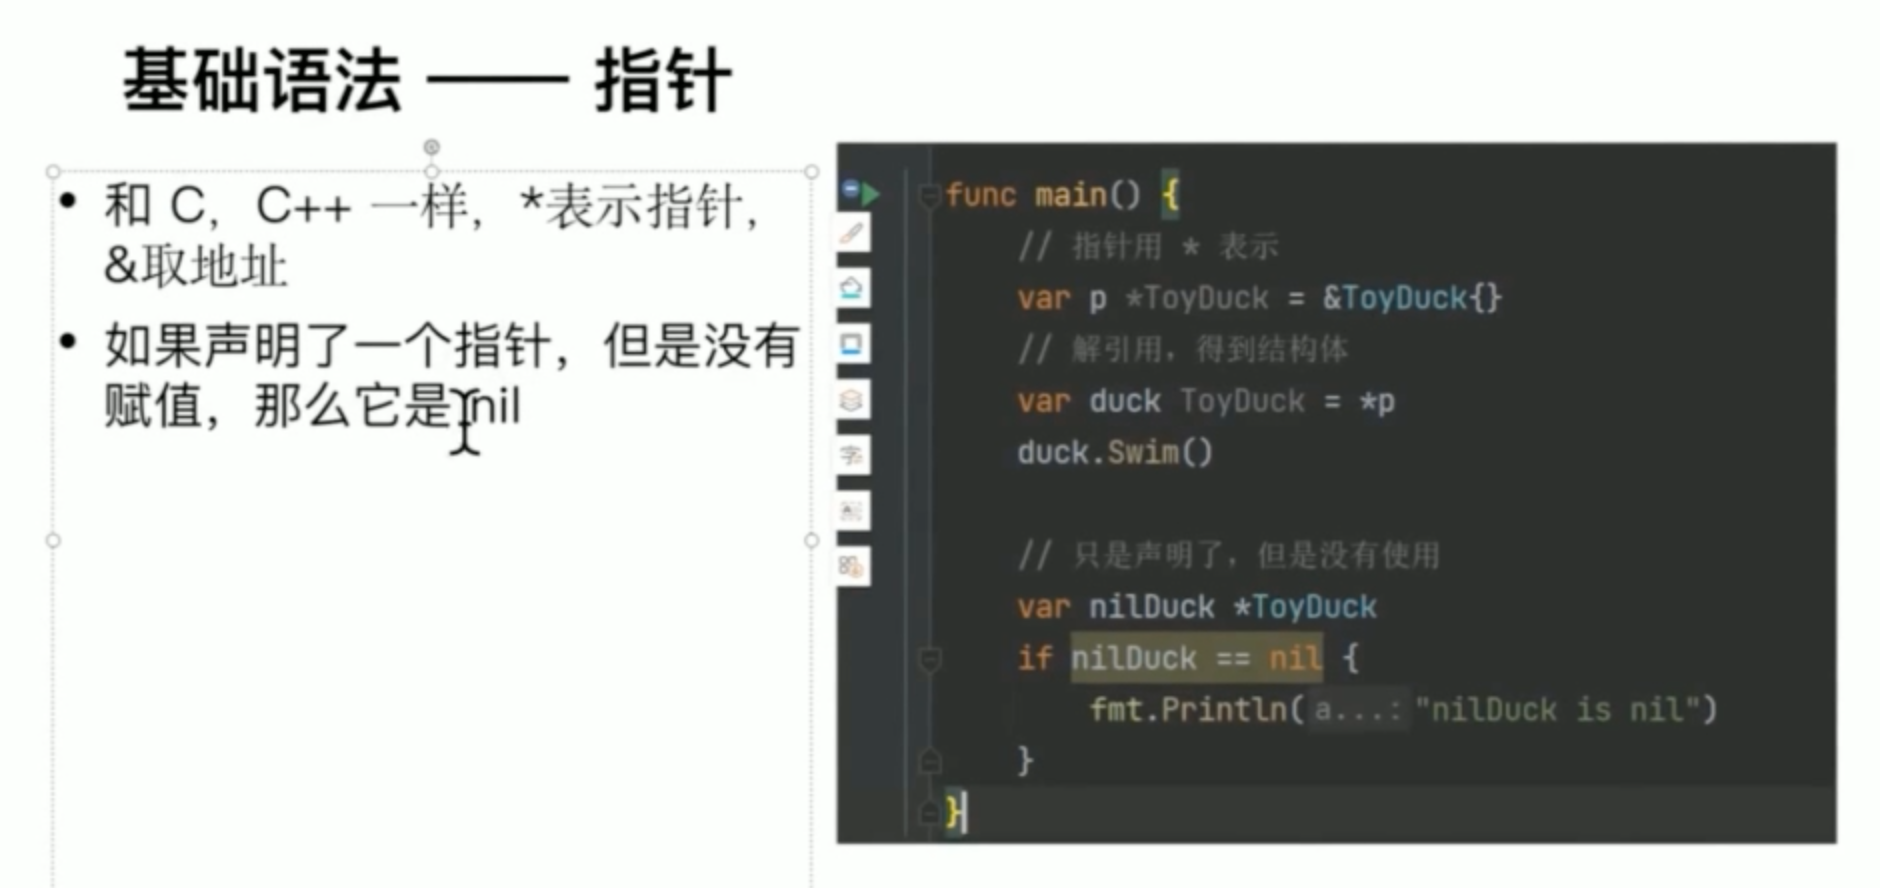 基础语法 —— 指针
• 和 C，C++ 一样，*表示指针，
&取地址
• 如果声明了一个指针，但是没有
赋值，那么它是 nil
func main() {
// 指针用 * 表示
var p *ToyDuck = &ToyDuck{}
// 解引用，得到结构体
var duck ToyDuck = *p
duck.Swim()
// 只是声明了，但是没有使用
var nilDuck *ToyDuck
if nilDuck == nil {
fmt.Println( a...: "nilDuck is nil")
}
}
字